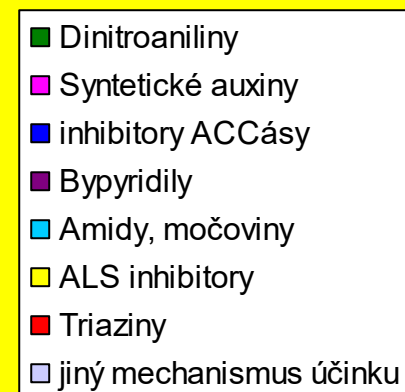 Dinitroaniliny
Syntetické auxiny
inhibitory ACCásy
Bypyridily
Amidy, močoviny
ALS inhibitory
Triaziny
jiný mechanismus účinku